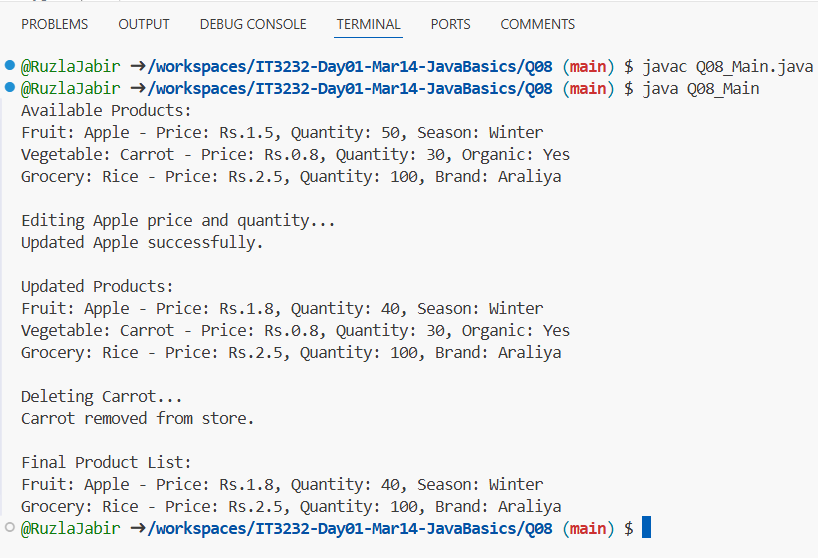 PROBLEMS OUTPUT DEBUG CONSOLE TERMINAL PORTS COMMENTS
@RuzlaJabir ➜/workspaces/IT3232-Day01-Mar14-JavaBasics/Q08 (main) $ javac Q08_Main.java
@RuzlaJabir ➜/workspaces/IT3232-Day01-Mar14-JavaBasics/Q08 (main) $ java Q08_Main
Available Products:
Fruit: Apple - Price: Rs.1.5, Quantity: 50, Season: Winter
Vegetable: Carrot - Price: Rs.0.8, Quantity: 30, Organic: Yes
Grocery: Rice - Price: Rs.2.5, Quantity: 100, Brand: Araliya
Editing Apple price and quantity...
Updated Apple successfully.
Updated Products:
Fruit: Apple - Price: Rs.1.8, Quantity: 40, Season: Winter
Vegetable: Carrot - Price: Rs.0.8, Quantity: 30, Organic: Yes
Grocery: Rice - Price: Rs.2.5, Quantity: 100, Brand: Araliya
Deleting Carrot...
Carrot removed from store.
Final Product List:
Fruit: Apple - Price: Rs.1.8, Quantity: 40, Season: Winter
Grocery: Rice - Price: Rs.2.5, Quantity: 100, Brand: Araliya
@RuzlaJabir ➜/workspaces/IT3232-Day01-Mar14-JavaBasics/Q08 (main) $